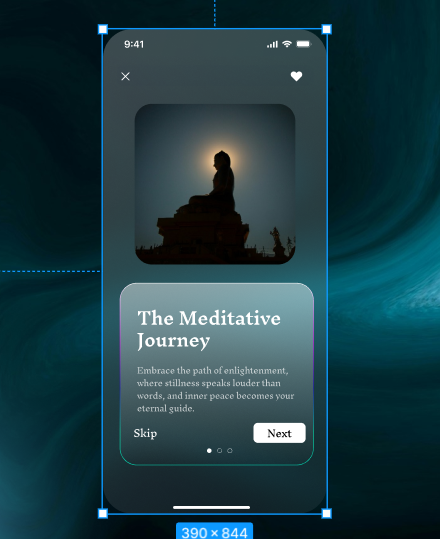 9:41
The Meditative
Journey
Embrace the path of enlightenment,
where stillness speaks louder than
words, and inner peace becomes your
eternal guide.
Skip
Next
390 × 844